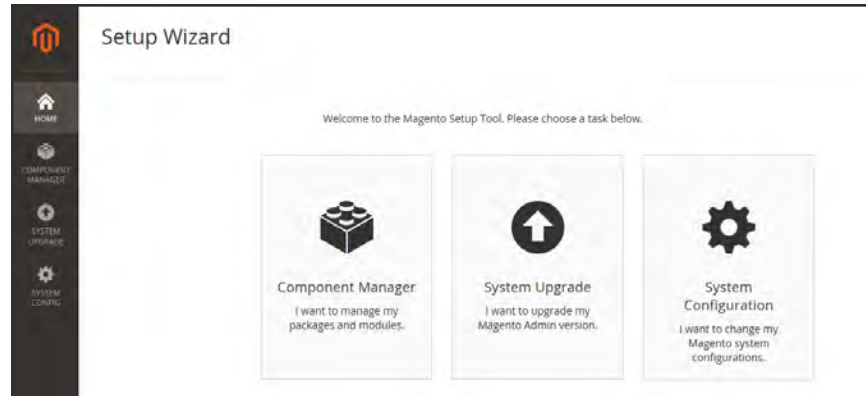 Setup Wizard
HOME
COMPONENT
MANAGER
SYSTEM
UPGRADE
SYSTEM
CONFIG
Welcome to the Magento Setup Tool. Please choose a task below.
Component Manager
I want to manage my
packages and modules.
System Upgrade
I want to upgrade my
Magento Admin version.
System
Configuration
I want to change my
Magento system
configurations.